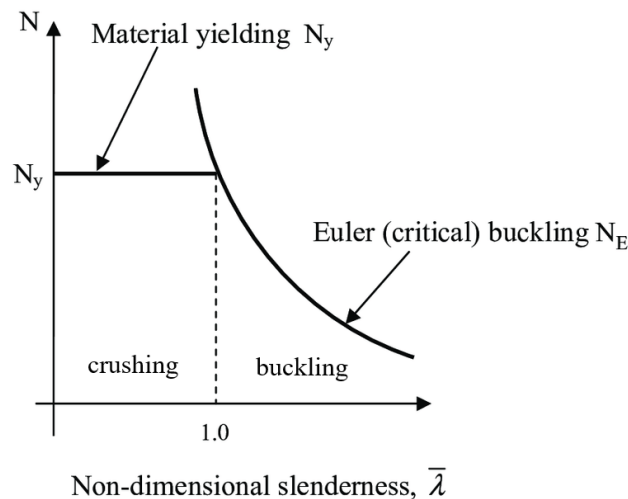 N
Material yielding N_y
N_y
Euler (critical) buckling N_E
crushing
buckling
1.0
Non-dimensional slenderness, λ̅